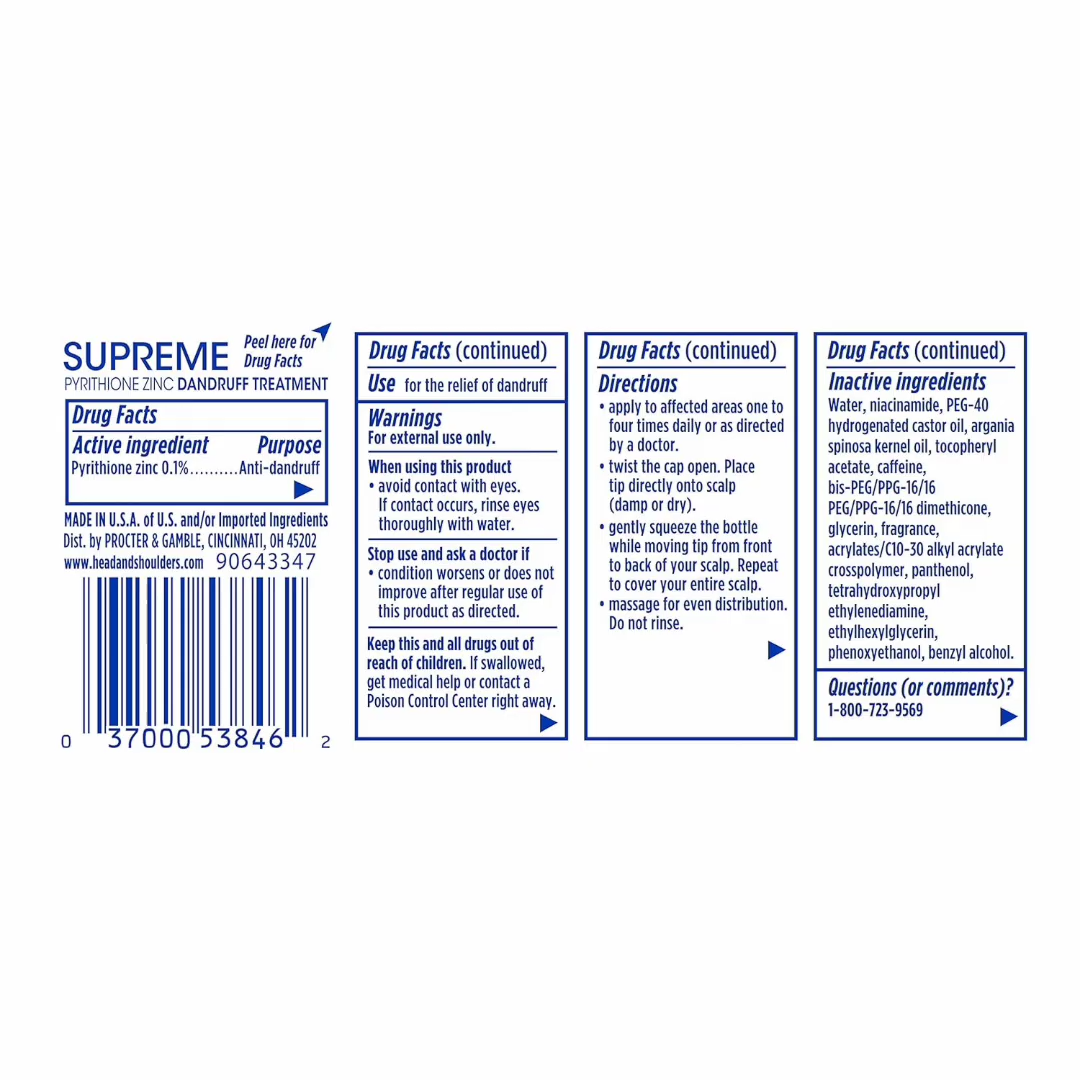 SUPREME
Peel here for
Drug Facts
PYRITHIONE ZINC DANDRUFF TREATMENT
Drug Facts
Active ingredient Purpose
Pyrithione zinc 0.1%..........Anti-dandruff
MADE IN U.S.A. of U.S. and/or Imported Ingredients
Dist. by PROCTER & GAMBLE, CINCINNATI, OH 45202
www.headandshoulders.com 90643347
0 37000 53846 2
Drug Facts (continued)
Use for the relief of dandruff
Warnings
For external use only.
When using this product
• avoid contact with eyes.
If contact occurs, rinse eyes
thoroughly with water.
Stop use and ask a doctor if
• condition worsens or does not
improve after regular use of
this product as directed.
Keep this and all drugs out of
reach of children. If swallowed,
get medical help or contact a
Poison Control Center right away.
Drug Facts (continued)
Directions
• apply to affected areas one to
four times daily or as directed
by a doctor.
• twist the cap open. Place
tip directly onto scalp
(damp or dry).
• gently squeeze the bottle
while moving tip from front
to back of your scalp. Repeat
to cover your entire scalp.
• massage for even distribution.
Do not rinse.
Drug Facts (continued)
Inactive ingredients
Water, niacinamide, PEG-40
hydrogenated castor oil, argania
spinosa kernel oil, tocopheryl
acetate, caffeine,
bis-PEG/PPG-16/16
PEG/PPG-16/16 dimethicone,
glycerin, fragrance,
acrylates/C10-30 alkyl acrylate
crosspolymer, panthenol,
tetrahydroxypropyl
ethylenediamine,
ethylhexylglycerin,
phenoxyethanol, benzyl alcohol.
Questions (or comments)?
1-800-723-9569